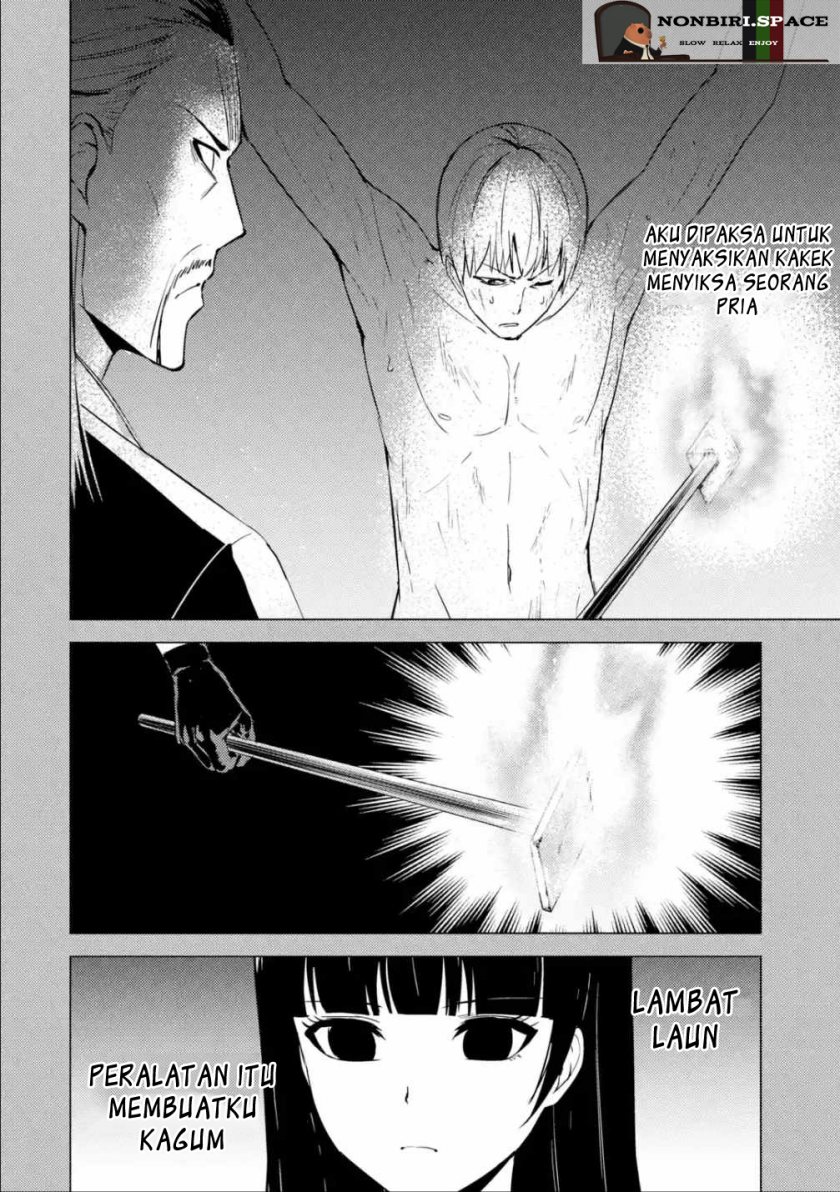 NONBIRI.SPACE
SLOW RELAX ENJOY
AKU DIPAKSA UNTUK
MENYAKSIKAN KAKEK
MENYIKSA SEORANG
PRIA
LAMBAT
LAUN
PERALATAN ITU
MEMBUATKU
KAGUM